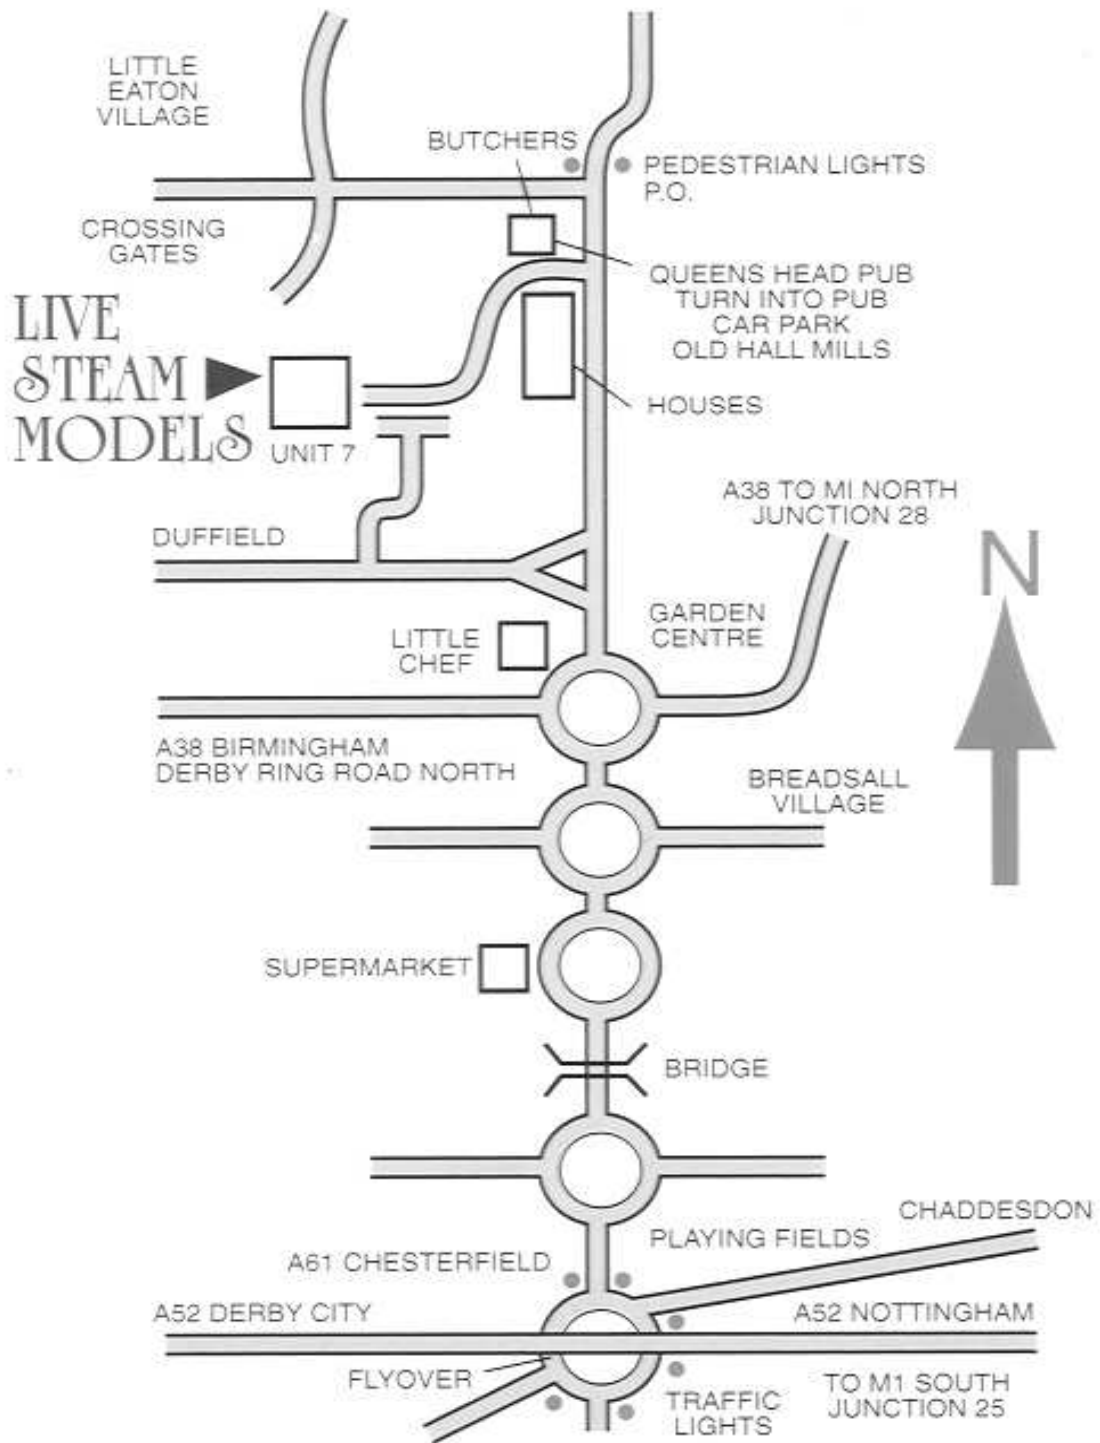 LITTLE
EATON
VILLAGE
BUTCHERS
PEDESTRIAN LIGHTS
P.O.
CROSSING
GATES
QUEENS HEAD PUB
TURN INTO PUB
CAR PARK
OLD HALL MILLS
LIVE
STEAM
MODELS
UNIT 7
HOUSES
A38 TO MI NORTH
JUNCTION 28
DUFFIELD
N
GARDEN
CENTRE
LITTLE
CHEF
A38 BIRMINGHAM
DERBY RING ROAD NORTH
BREADSALL
VILLAGE
SUPERMARKET
BRIDGE
CHADDESDON
PLAYING FIELDS
A61 CHESTERFIELD
A52 DERBY CITY
A52 NOTTINGHAM
FLYOVER
TRAFFIC
LIGHTS
TO M1 SOUTH
JUNCTION 25